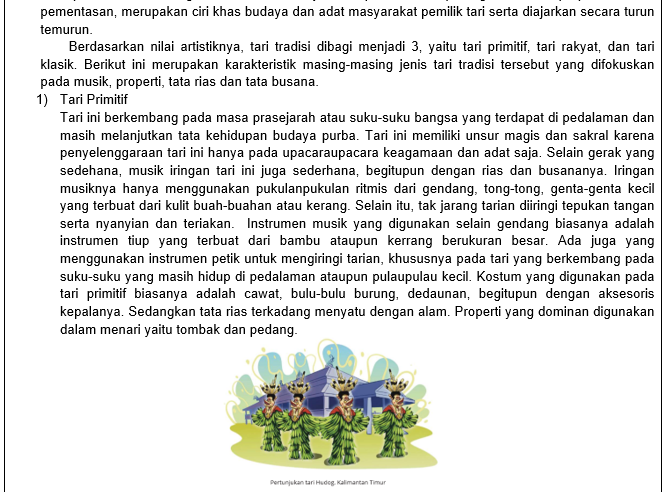 pementasan, merupakan ciri khas budaya dan adat masyarakat pemilik tari serta diajarkan secara turun
temurun.
Berdasarkan nilai artistiknya, tari tradisi dibagi menjadi 3, yaitu tari primitif, tari rakyat, dan tari
klasik. Berikut ini merupakan karakteristik masing-masing jenis tari tradisi tersebut yang difokuskan
pada musik, properti, tata rias dan tata busana.
1) Tari Primitif
Tari ini berkembang pada masa prasejarah atau suku-suku bangsa yang terdapat di pedalaman dan
masih melanjutkan tata kehidupan budaya purba. Tari ini memiliki unsur magis dan sakral karena
penyelenggaraan tari ini hanya pada upacaraupacara keagamaan dan adat saja. Selain gerak yang
sedehana, musik iringan tari ini juga sederhana, begitupun dengan rias dan busananya. Iringan
musiknya hanya menggunakan pukulanpukulan ritmis dari gendang, tong-tong, genta-genta kecil
yang terbuat dari kulit buah-buahan atau kerang. Selain itu, tak jarang tarian diiringi tepukan tangan
serta nyanyian dan teriakan. Instrumen musik yang digunakan selain gendang biasanya adalah
instrumen tiup yang terbuat dari bambu ataupun kerrang berukuran besar. Ada juga yang
menggunakan instrumen petik untuk mengiringi tarian, khususnya pada tari yang berkembang pada
suku-suku yang masih hidup di pedalaman ataupun pulaupulau kecil. Kostum yang digunakan pada
tari primitif biasanya adalah cawat, bulu-bulu burung, dedaunan, begitupun dengan aksesoris
kepalanya. Sedangkan tata rias terkadang menyatu dengan alam. Properti yang dominan digunakan
dalam menari yaitu tombak dan pedang.
Pertunjukan tari Hudog, Kalimantan Timur